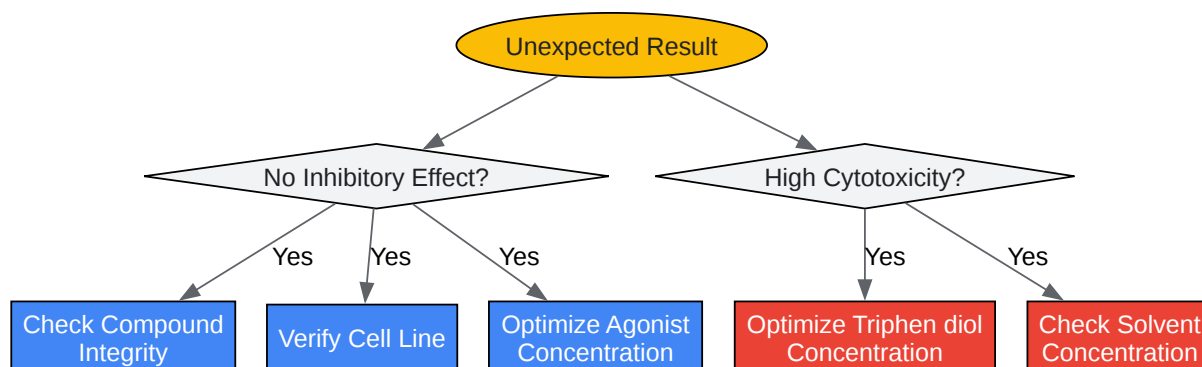 Unexpected Result
No Inhibitory Effect?
High Cytotoxicity?
Yes
Yes
Yes
Yes
Yes
Check Compound
Integrity
Verify Cell Line
Optimize Agonist
Concentration
Optimize Triphen diol
Concentration
Check Solvent
Concentration